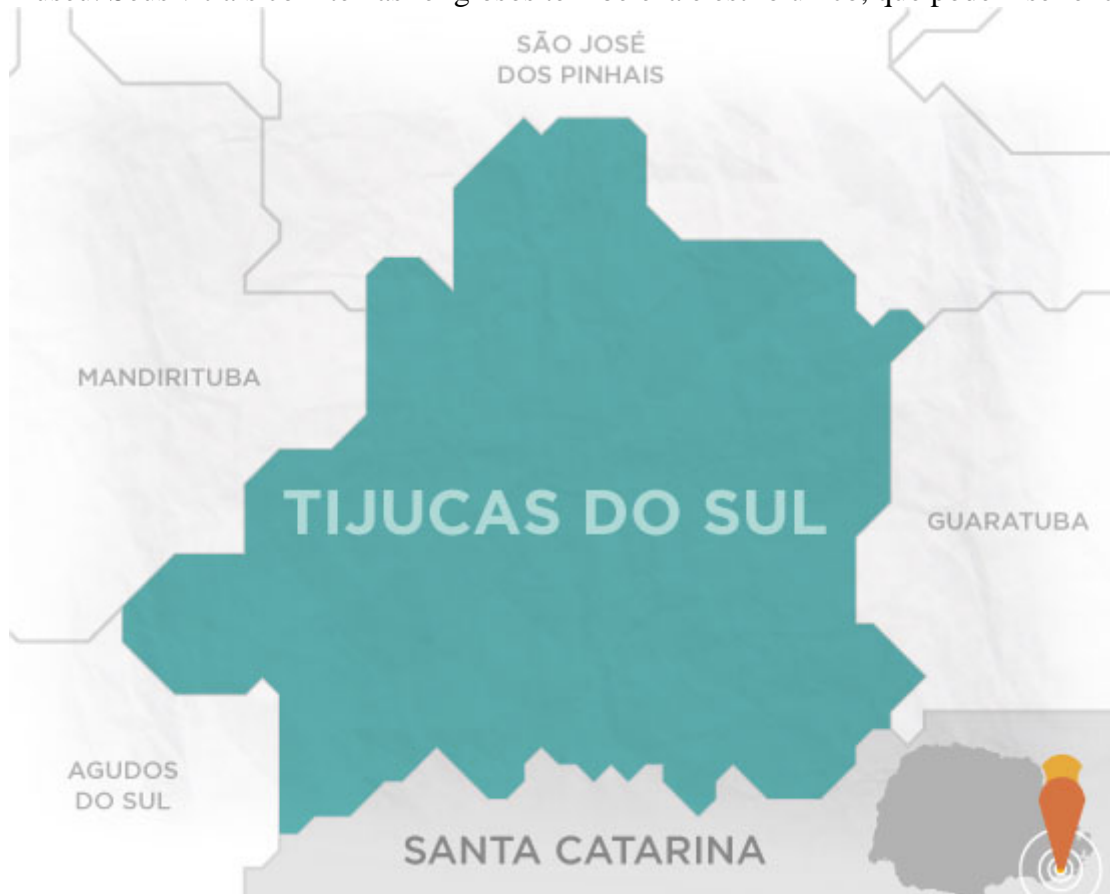 SÃO JOSÉ
DOS PINHAIS
MANDIRITUBA
TIJUCAS DO SUL
GUARATUBA
AGUDOS
DO SUL
SANTA CATARINA